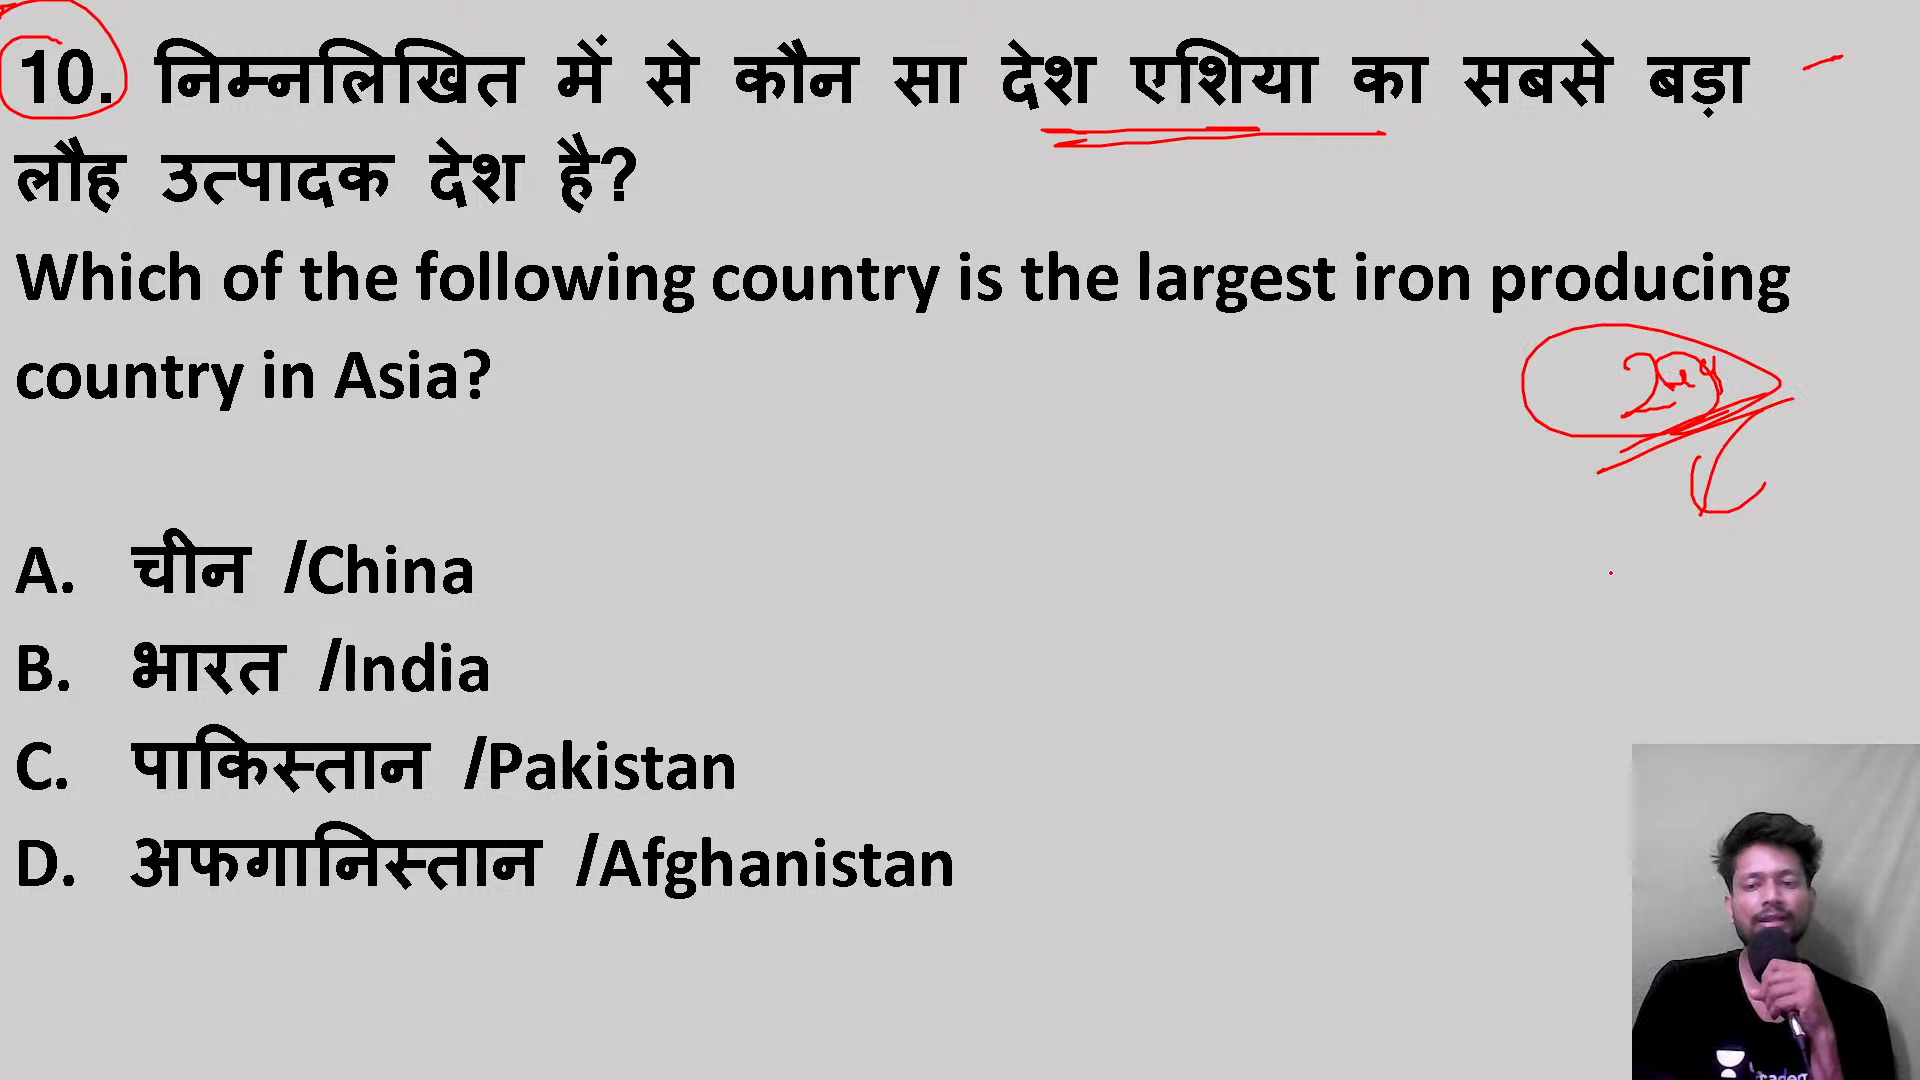 10. निम्नलिखित में से कौन सा देश एशिया का सबसे बड़ा
लौह उत्पादक देश है?
Which of the following country is the largest iron producing
country in Asia?
A. चीन /China
B. भारत /India
C. पाकिस्तान /Pakistan
D. अफगानिस्तान /Afghanistan